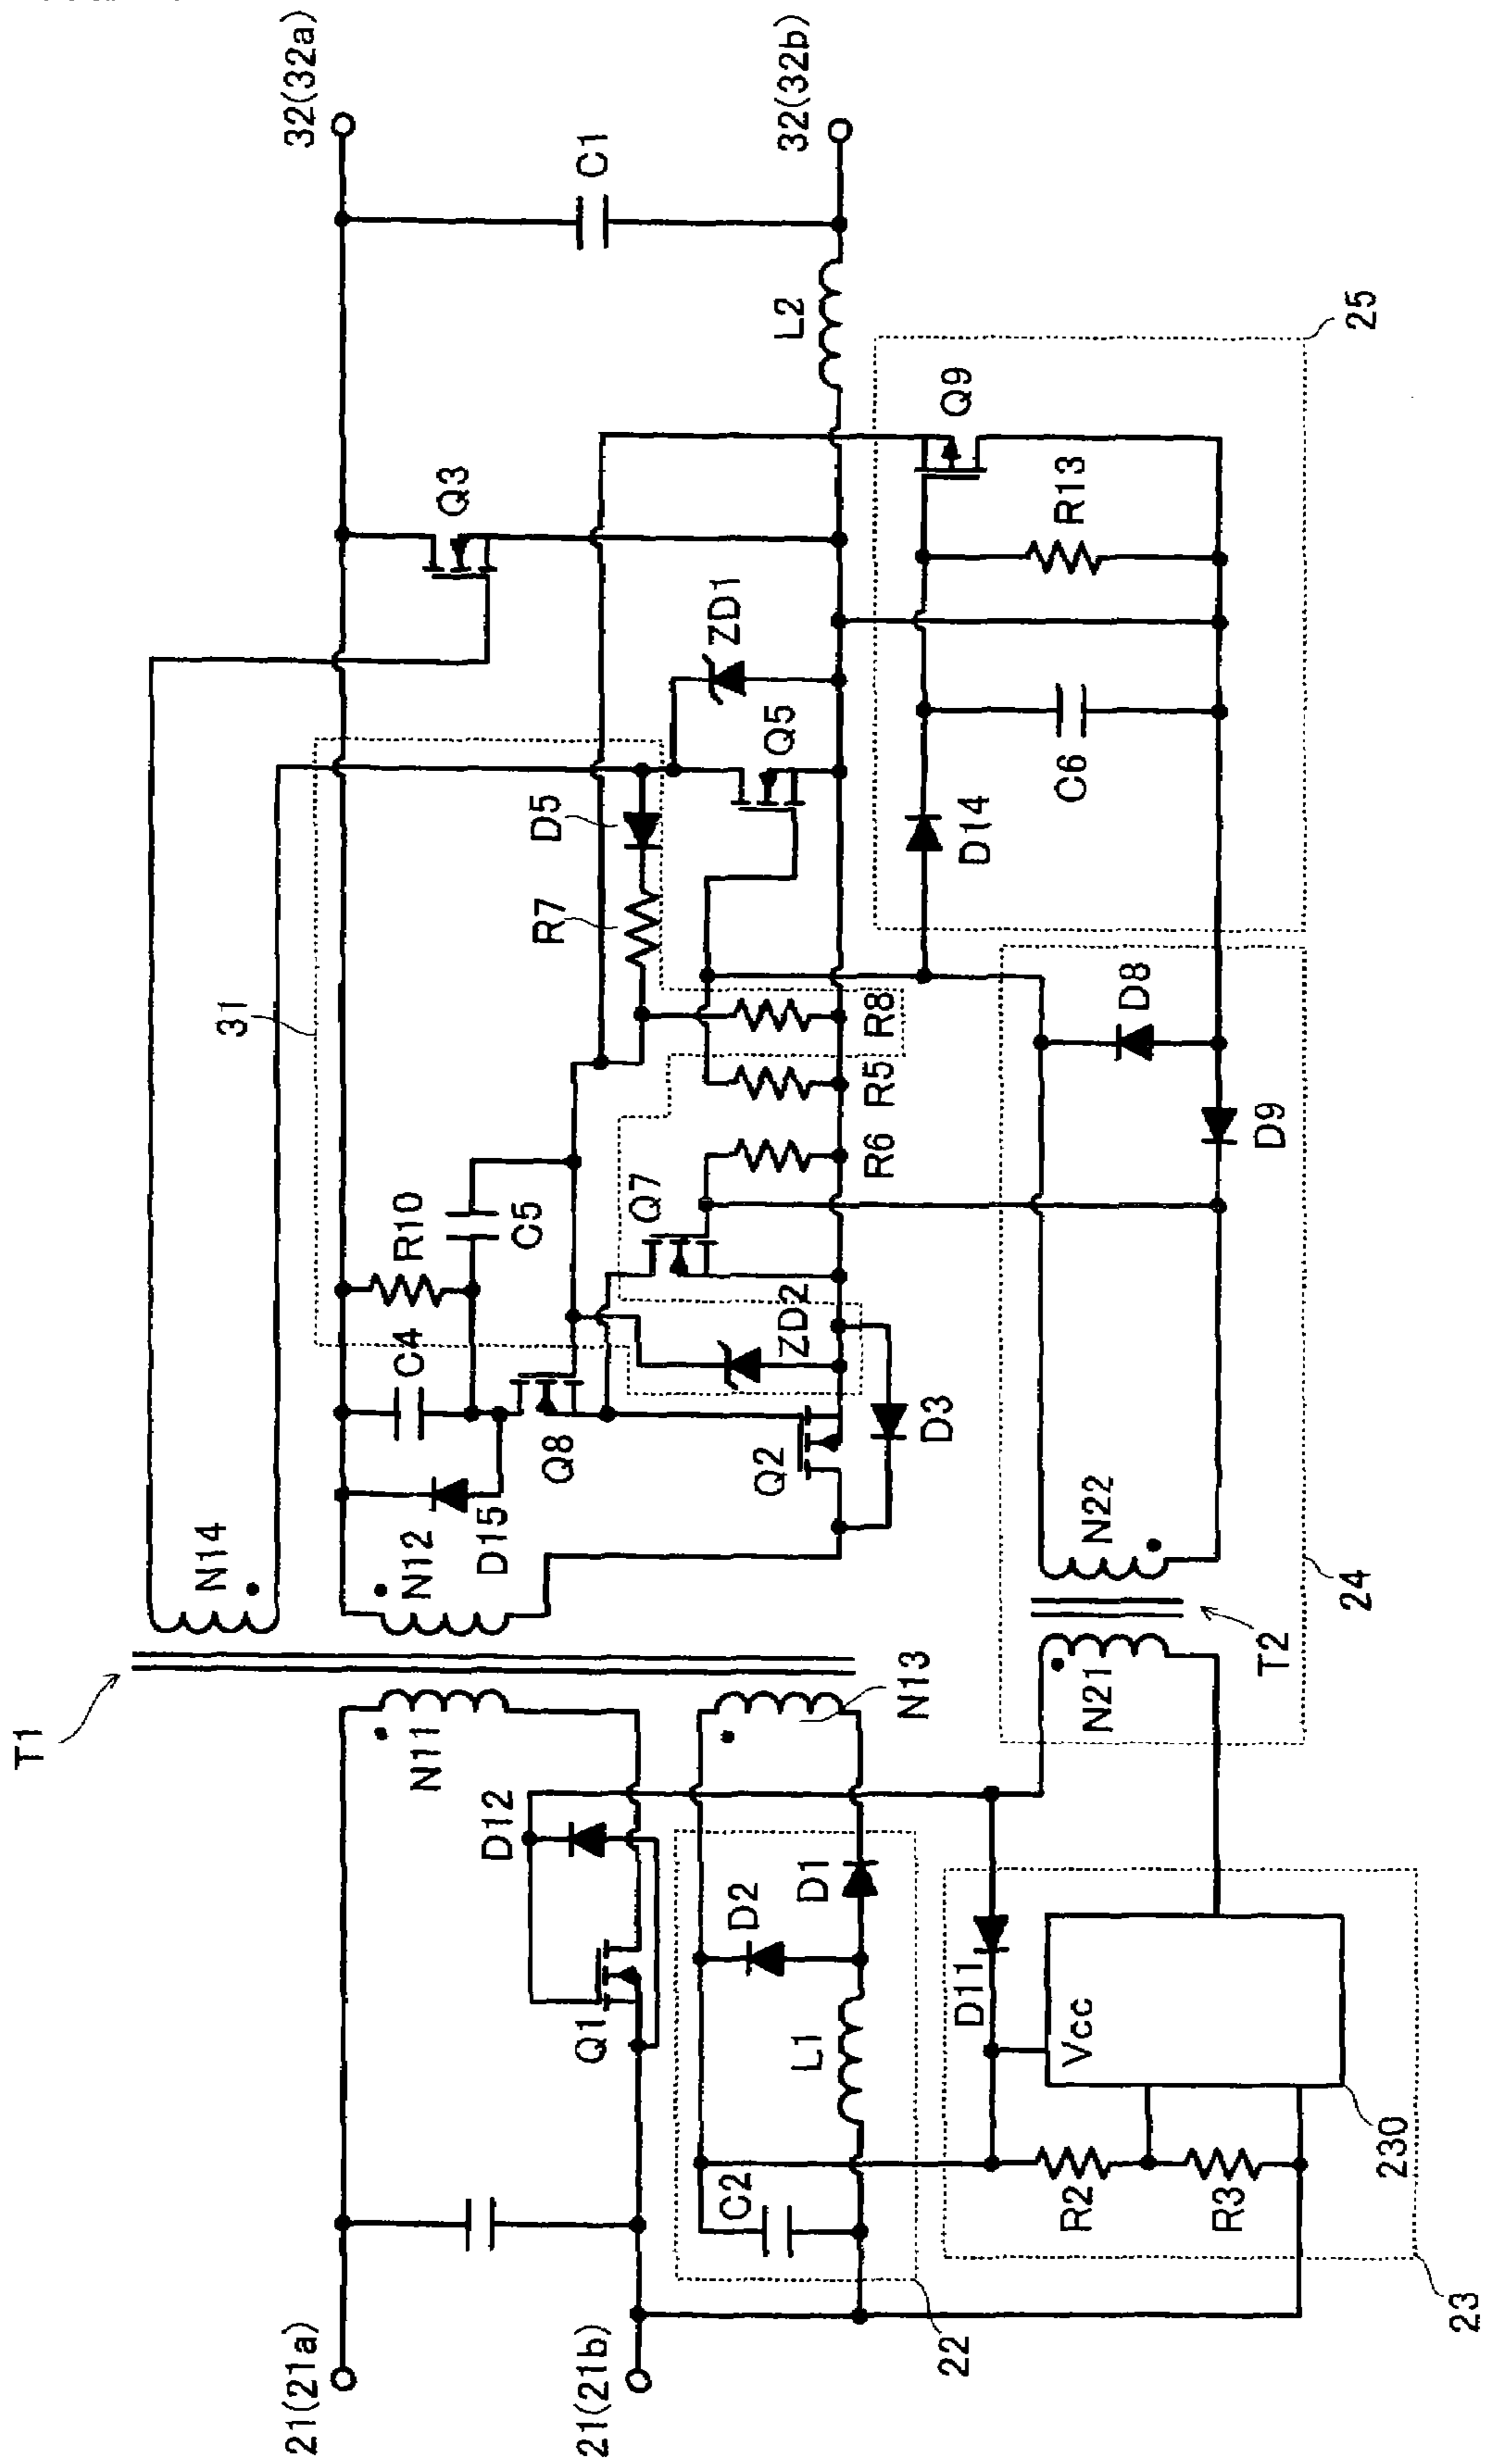 T1
N14
31
R10
C4
C5
N12
D15
Q8
Q7
R6
R5
R8
R7
D5
Q5
ZD1
Q3
32(32a)
C1
32(32b)
L2
ZD2
Q2
D3
25
Q9
R13
C6
D14
D8
D9
N22
24
T2
N21
N11
D12
Q1
N13
D2
D1
L1
C2
22
D11
Vcc
R2
R3
230
23
21(21a)
21(21b)